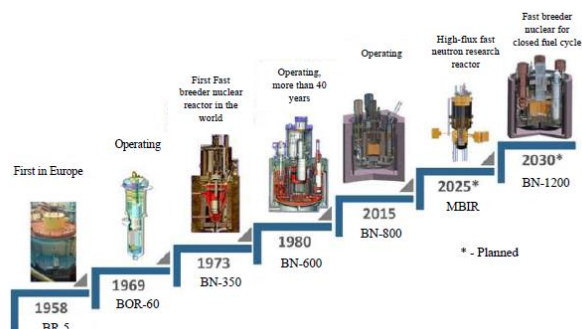 First in Europe
1958
BR-5
Operating
1969
BOR-60
First Fast
breeder nuclear
reactor in the
world
1973
BN-350
Operating,
more than 40
years
1980
BN-600
Operating
2015
BN-800
High-flux fast
neutron research
reactor
2025*
MBIR
Fast breeder
nuclear for
closed fuel cycle
2030*
BN-1200
* - Planned